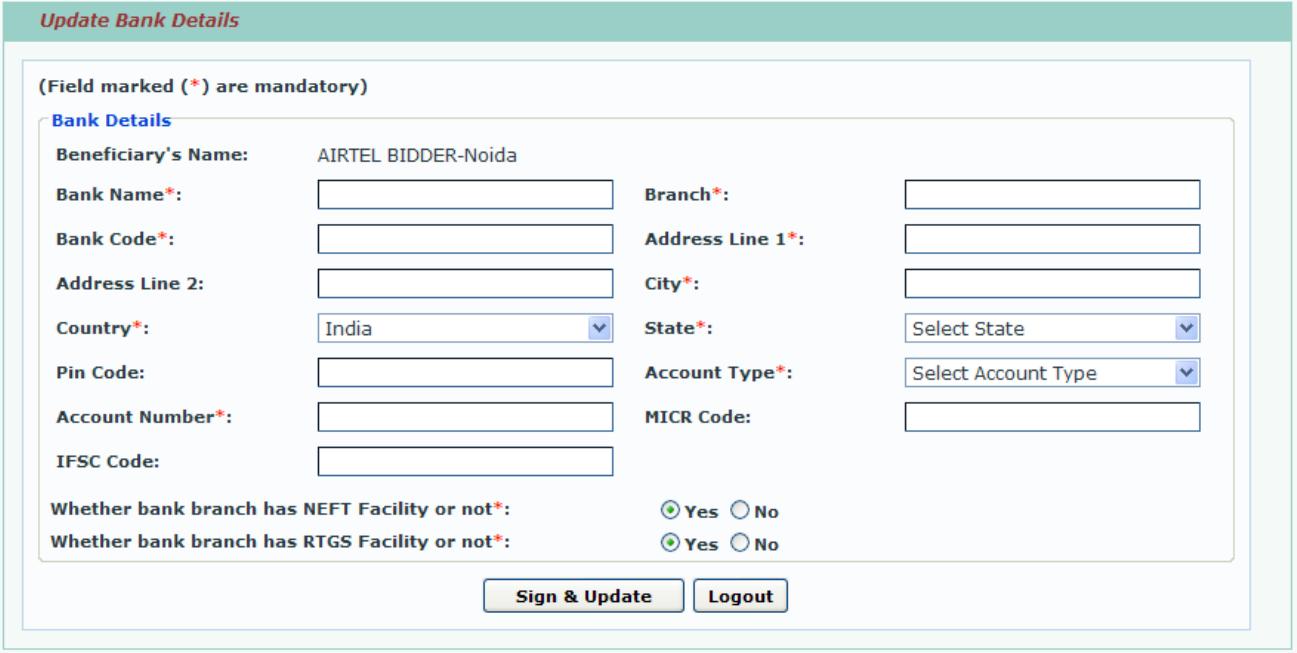 Update Bank Details
(Field marked (*) are mandatory)
Bank Details
Beneficiary's Name: AIRTEL BIDDER-Noida
Bank Name*: Branch*:
Bank Code*: Address Line 1*:
Address Line 2: City*:
Country*: India State*: Select State
Pin Code: Account Type*: Select Account Type
Account Number*: MICR Code:
IFSC Code:
Whether bank branch has NEFT Facility or not*: Yes No
Whether bank branch has RTGS Facility or not*: Yes No
Sign & Update Logout